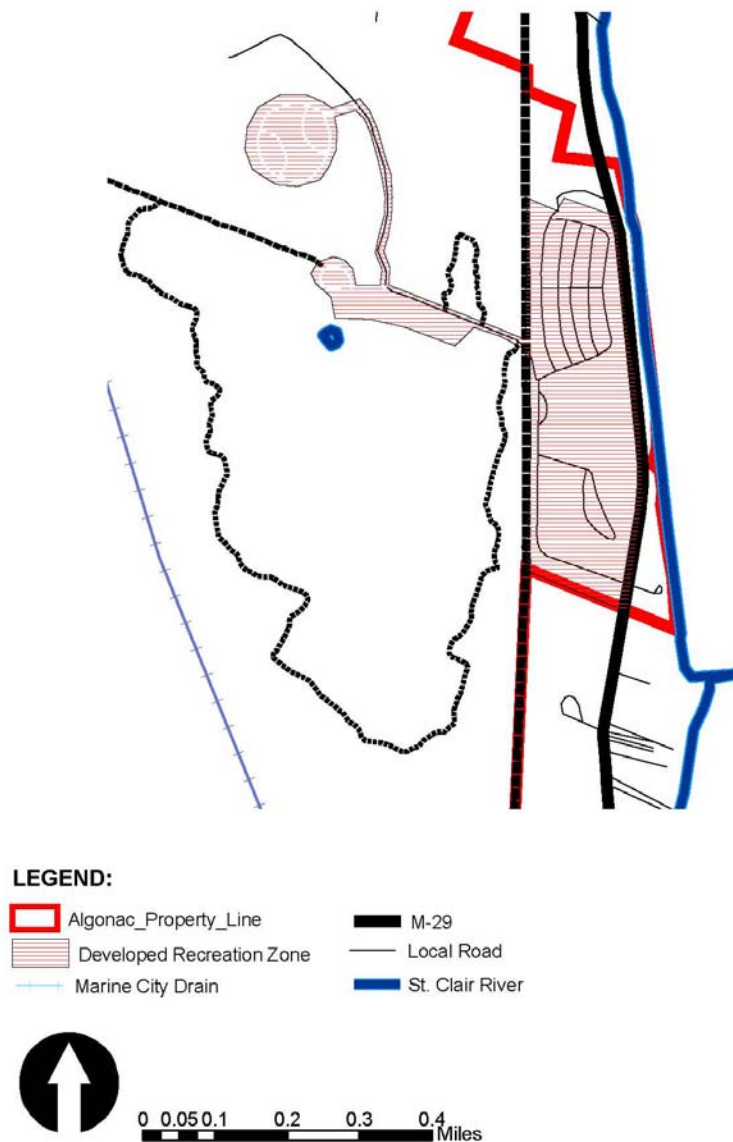 LEGEND:
Algonac_Property_Line
Developed Recreation Zone
Marine City Drain
M-29
Local Road
St. Clair River
0 0.05 0.1 0.2 0.3 0.4
Miles